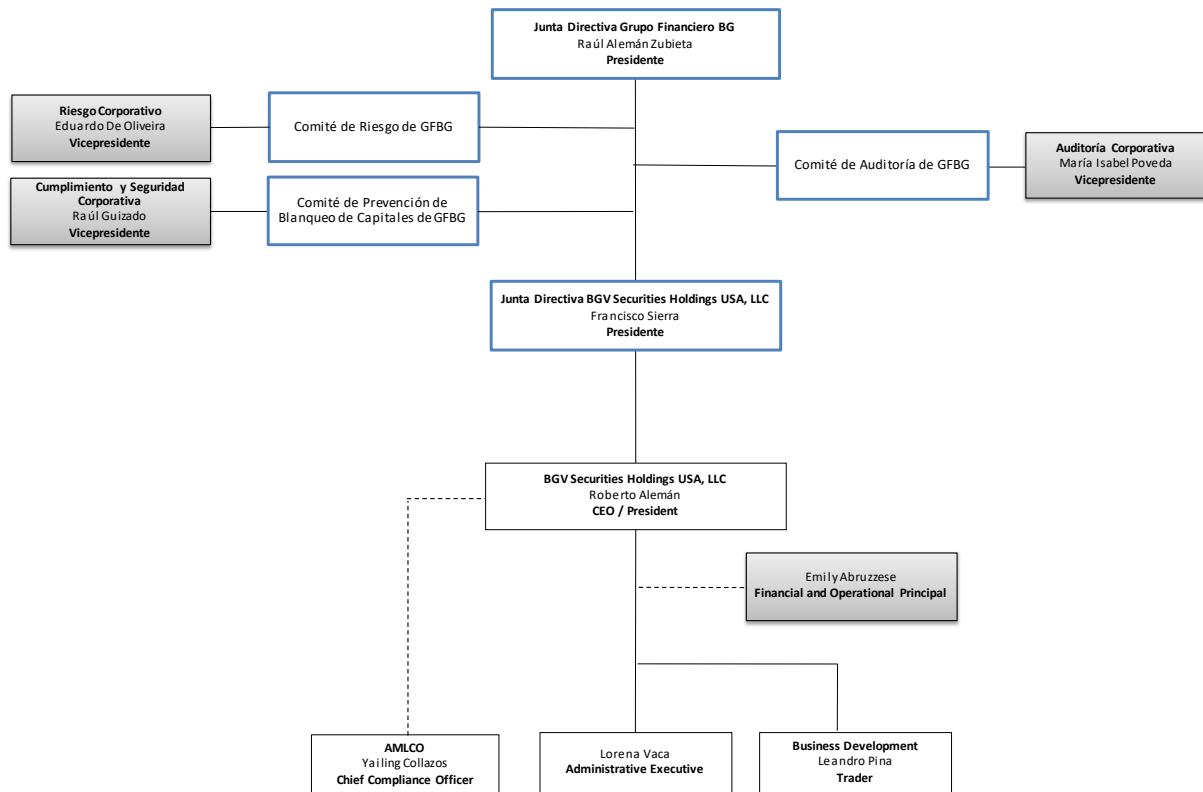 Junta Directiva Grupo Financiero BG
Raúl Alemán Zubieta
Presidente
Riesgo Corporativo
Eduardo De Oliveira
Vicepresidente
Comité de Riesgo de GFBG
Comité de Auditoría de GFBG
Auditoría Corporativa
María Isabel Poveda
Vicepresidente
Cumplimiento y Seguridad
Corporativa
Raúl Guizado
Vicepresidente
Comité de Prevención de
Blanqueo de Capitales de GFBG
Junta Directiva BGV Securities Holdings USA, LLC
Francisco Sierra
Presidente
BGV Securities Holdings USA, LLC
Roberto Alemán
CEO / President
Emily Abruzzese
Financial and Operational Principal
AMLCO
Yailing Collazos
Chief Compliance Officer
Lorena Vaca
Administrative Executive
Business Development
Leandro Pina
Trader